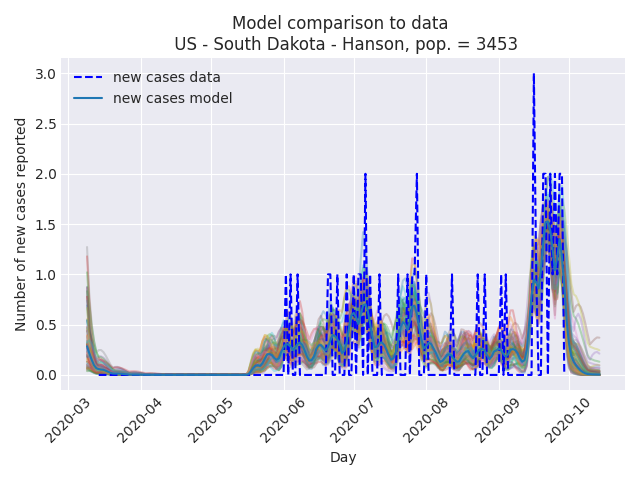 Model comparison to data
US - South Dakota - Hanson, pop. = 3453
new cases data
new cases model
Number of new cases reported
3.0
2.5
2.0
1.5
1.0
0.5
0.0
2020-03
2020-04
2020-05
2020-06
2020-07
2020-08
2020-09
2020-10
Day